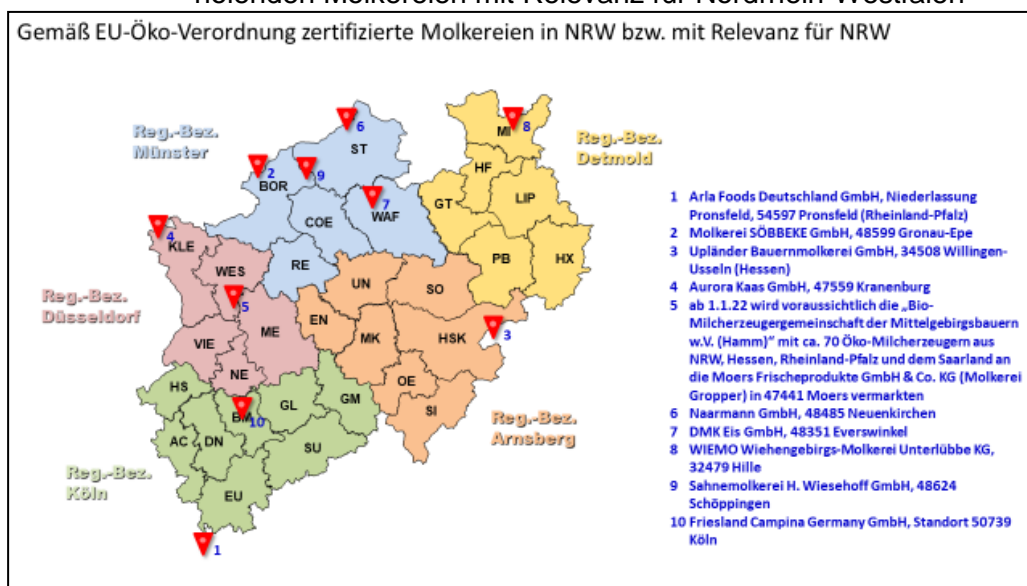 Molkereien mit Relevanz für Nordrhein-Westfalen
Gemäß EU-Öko-Verordnung zertifizierte Molkereien in NRW bzw. mit Relevanz für NRW
Reg.-Bez.
Münster
Reg.-Bez.
Detmold
Reg.-Bez.
Düsseldorf
Reg.-Bez.
Arnsberg
Reg.-Bez.
Köln
6
ST
MI
8
2
BOR
9
HF
7
WAF
GT
LIP
COE
4
KLE
RE
PB
HX
WES
UN
SO
5
EN
ME
MK
HSK
3
VIE
NE
OE
HS
BM
10
GL
GM
SI
AC
DN
SU
EU
1
1 Arla Foods Deutschland GmbH, Niederlassung
Pronsfeld, 54597 Pronsfeld (Rheinland-Pfalz)
2 Molkerei SÖBBEKE GmbH, 48599 Gronau-Epe
3 Upländer Bauernmolkerei GmbH, 34508 Willingen-
Usseln (Hessen)
4 Aurora Kaas GmbH, 47559 Kranenburg
5 ab 1.1.22 wird voraussichtlich die „Bio-
Milcherzeugergemeinschaft der Mittelgebirgsbauern
w.V. (Hamm)" mit ca. 70 Öko-Milcherzeugern aus
NRW, Hessen, Rheinland-Pfalz und dem Saarland an
die Moers Frischeprodukte GmbH & Co. KG (Molkerei
Gropper) in 47441 Moers vermarkten
6 Naarmann GmbH, 48485 Neuenkirchen
7 DMK Eis GmbH, 48351 Everswinkel
8 WIEMO Wiehengebirgs-Molkerei Unterlübbe KG,
32479 Hille
9 Sahnemolkerei H. Wiesehoff GmbH, 48624
Schöppingen
10 Friesland Campina Germany GmbH, Standort 50739
Köln